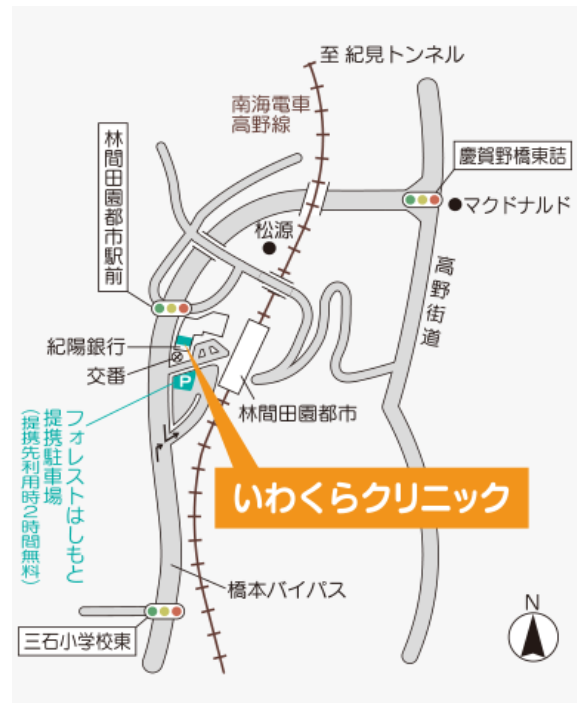 至 紀見トンネル
南海電車
高野線
林間田園都市駅前
慶賀野橋東詰
マクドナルド
松源
高野街道
紀陽銀行
交番
P
林間田園都市
フォレストはしもと
提携駐車場
(提携先利用時2時間無料)
いわくらクリニック
橋本バイパス
三石小学校東
N